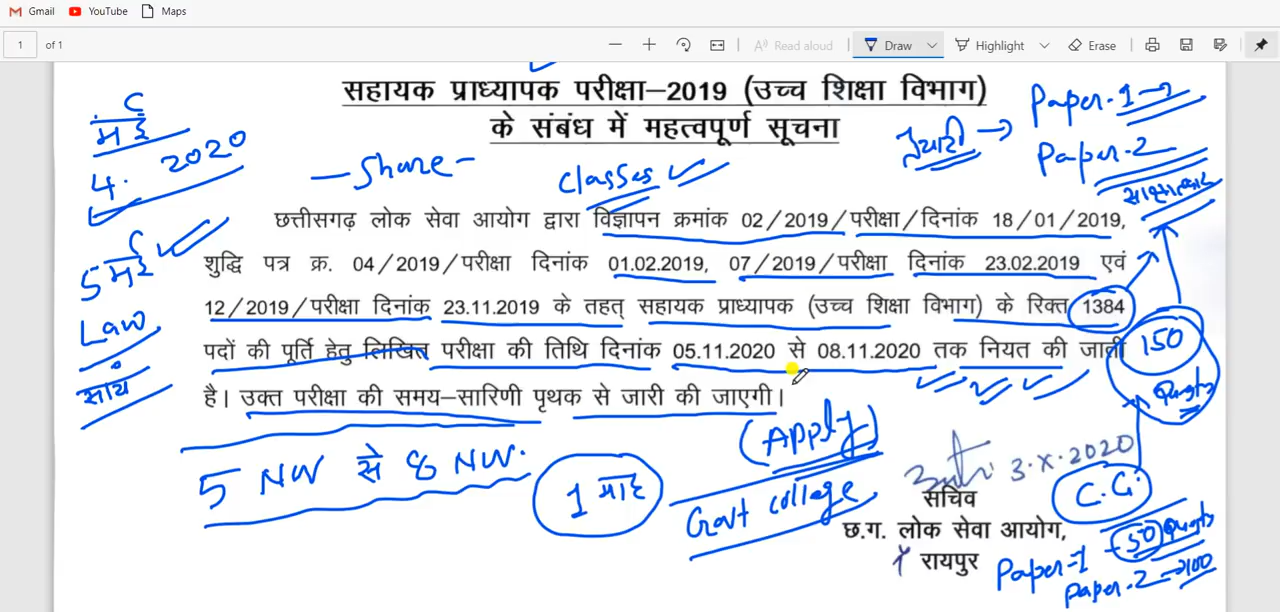 Gmail YouTube Maps
1 of 1 Read aloud Draw Highlight Erase
सहायक प्राध्यापक परीक्षा–2019 (उच्च शिक्षा विभाग)
के संबंध में महत्वपूर्ण सूचना
मई
4. 2020
— Share —
Classes
तैयारी → Paper-1 →
Paper-2
साक्षात्कार
छत्तीसगढ़ लोक सेवा आयोग द्वारा विज्ञापन क्रमांक 02/2019/परीक्षा/दिनांक 18/01/2019,
शुद्धि पत्र क्र. 04/2019/परीक्षा दिनांक 01.02.2019, 07/2019/परीक्षा दिनांक 23.02.2019 एवं
12/2019/परीक्षा दिनांक 23.11.2019 के तहत् सहायक प्राध्यापक (उच्च शिक्षा विभाग) के रिक्त 1384
पदों की पूर्ति हेतु लिखित परीक्षा की तिथि दिनांक 05.11.2020 से 08.11.2020 तक नियत की जाती
है। उक्त परीक्षा की समय–सारिणी पृथक से जारी की जाएगी।
5 मई
Law
सायं
150
5 NW से 8 NW.
1 माह
(Apply)
Govt college
3.X.2020
सचिव
छ.ग. लोक सेवा आयोग,
रायपुर
C.G.
Paper-1 - 50
Paper-2 → 100